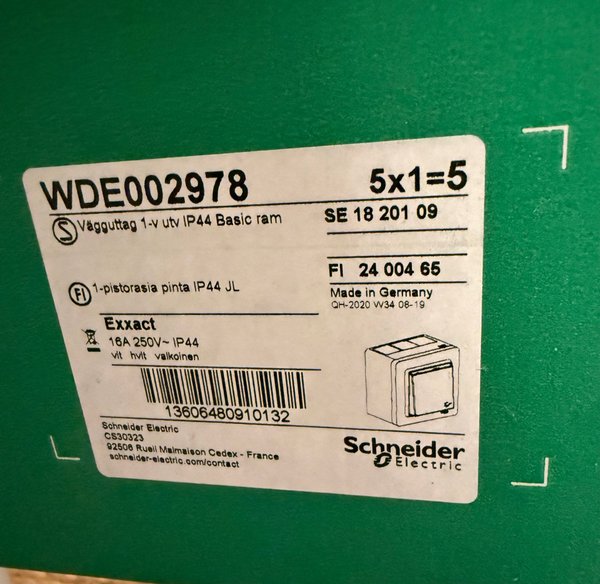 WDE002978
5x1=5
S Vägguttag 1-v utv IP44 Basic ram
SE 18 201 09
FI 24 004 65
FI 1-pistorasia pinta IP44 JL
Made in Germany
QH-2020 W34 08-19
Exxact
16A 250V~ IP44
vit hvit valkoinen
13606480910132
Schneider Electric
CS30323
92506 Rueil Malmaison Cedex - France
schneider-electric.com/contact
Schneider
Electric